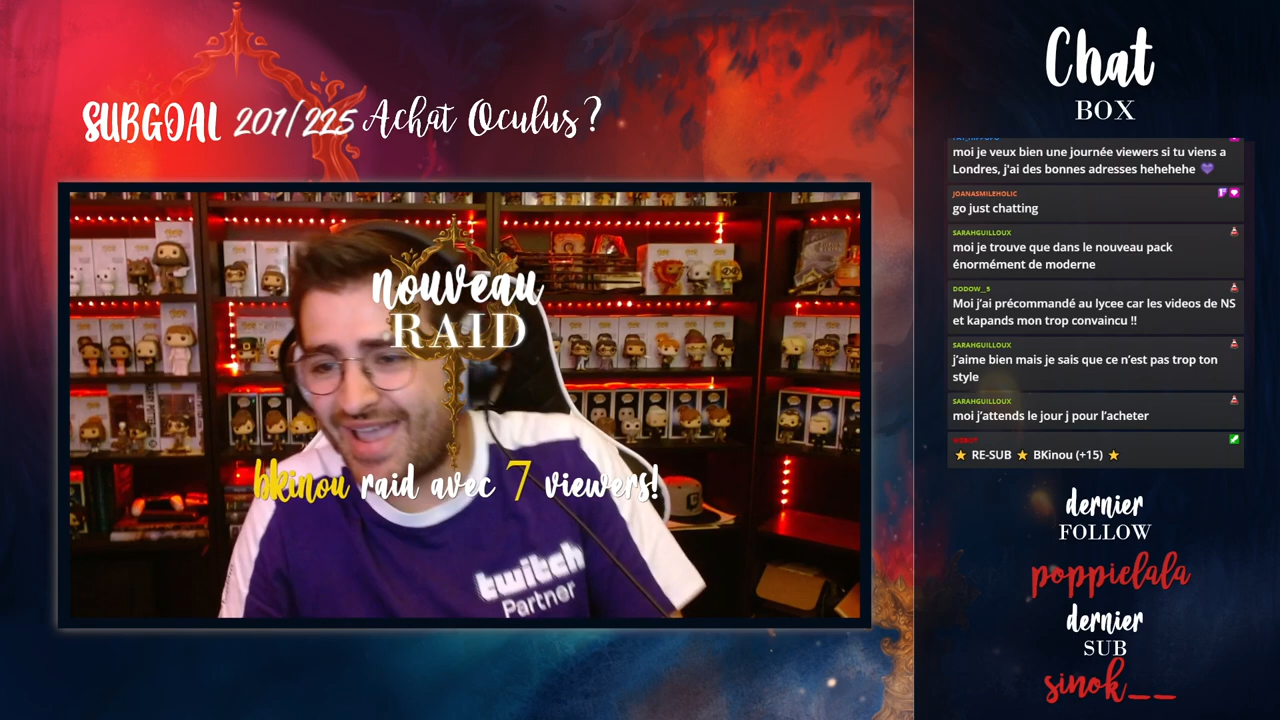 SUBGOAL 201/225 Achat Oculus ?
nouveau
RAID
bkinou raid avec 7 viewers!
twitch
Partner
Chat
BOX
moi je veux bien une journée viewers si tu viens a
Londres, j'ai des bonnes adresses hehehehe 💜
JOANASMILEHOLIC
go just chatting
SARAHGUILLOUX
moi je trouve que dans le nouveau pack
énormément de moderne
DODOW__5
Moi j'ai précommandé au lycee car les videos de NS
et kapands mon trop convaincu !!
SARAHGUILLOUX
j'aime bien mais je sais que ce n'est pas trop ton
style
SARAHGUILLOUX
moi j'attends le jour j pour l'acheter
⭐ RE-SUB ⭐ BKinou (+15) ⭐
dernier
FOLLOW
poppielala
dernier
SUB
sinok__